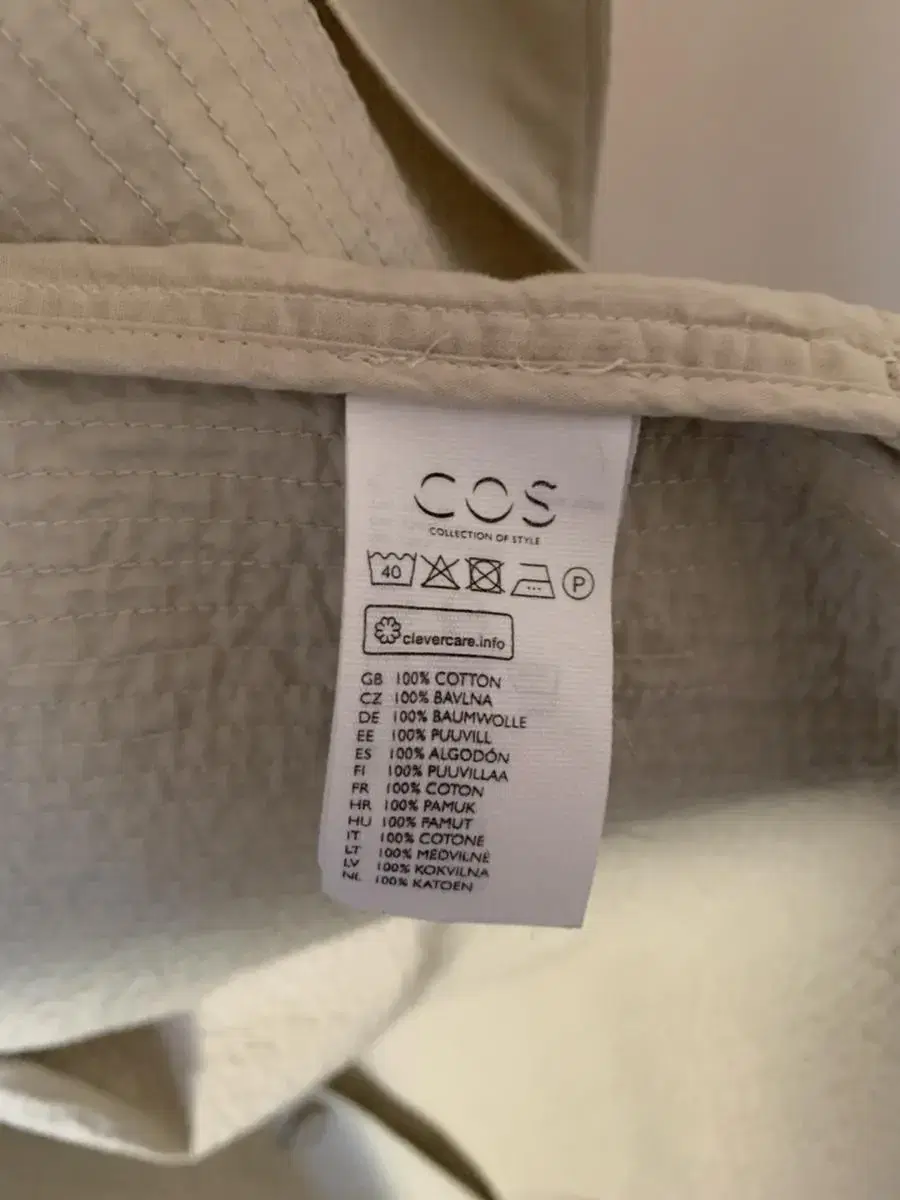 COS
COLLECTION OF STYLE
40 P
clevercare.info
GB 100% COTTON
CZ 100% BAVLNA
DE 100% BAUMWOLLE
EE 100% PUUVILL
ES 100% ALGODÓN
FI 100% PUUVILLAA
FR 100% COTON
HR 100% PAMUK
HU 100% PAMUT
IT 100% COTONE
LT 100% MEDVILNĖ
LV 100% KOKVILNA
NL 100% KATOEN